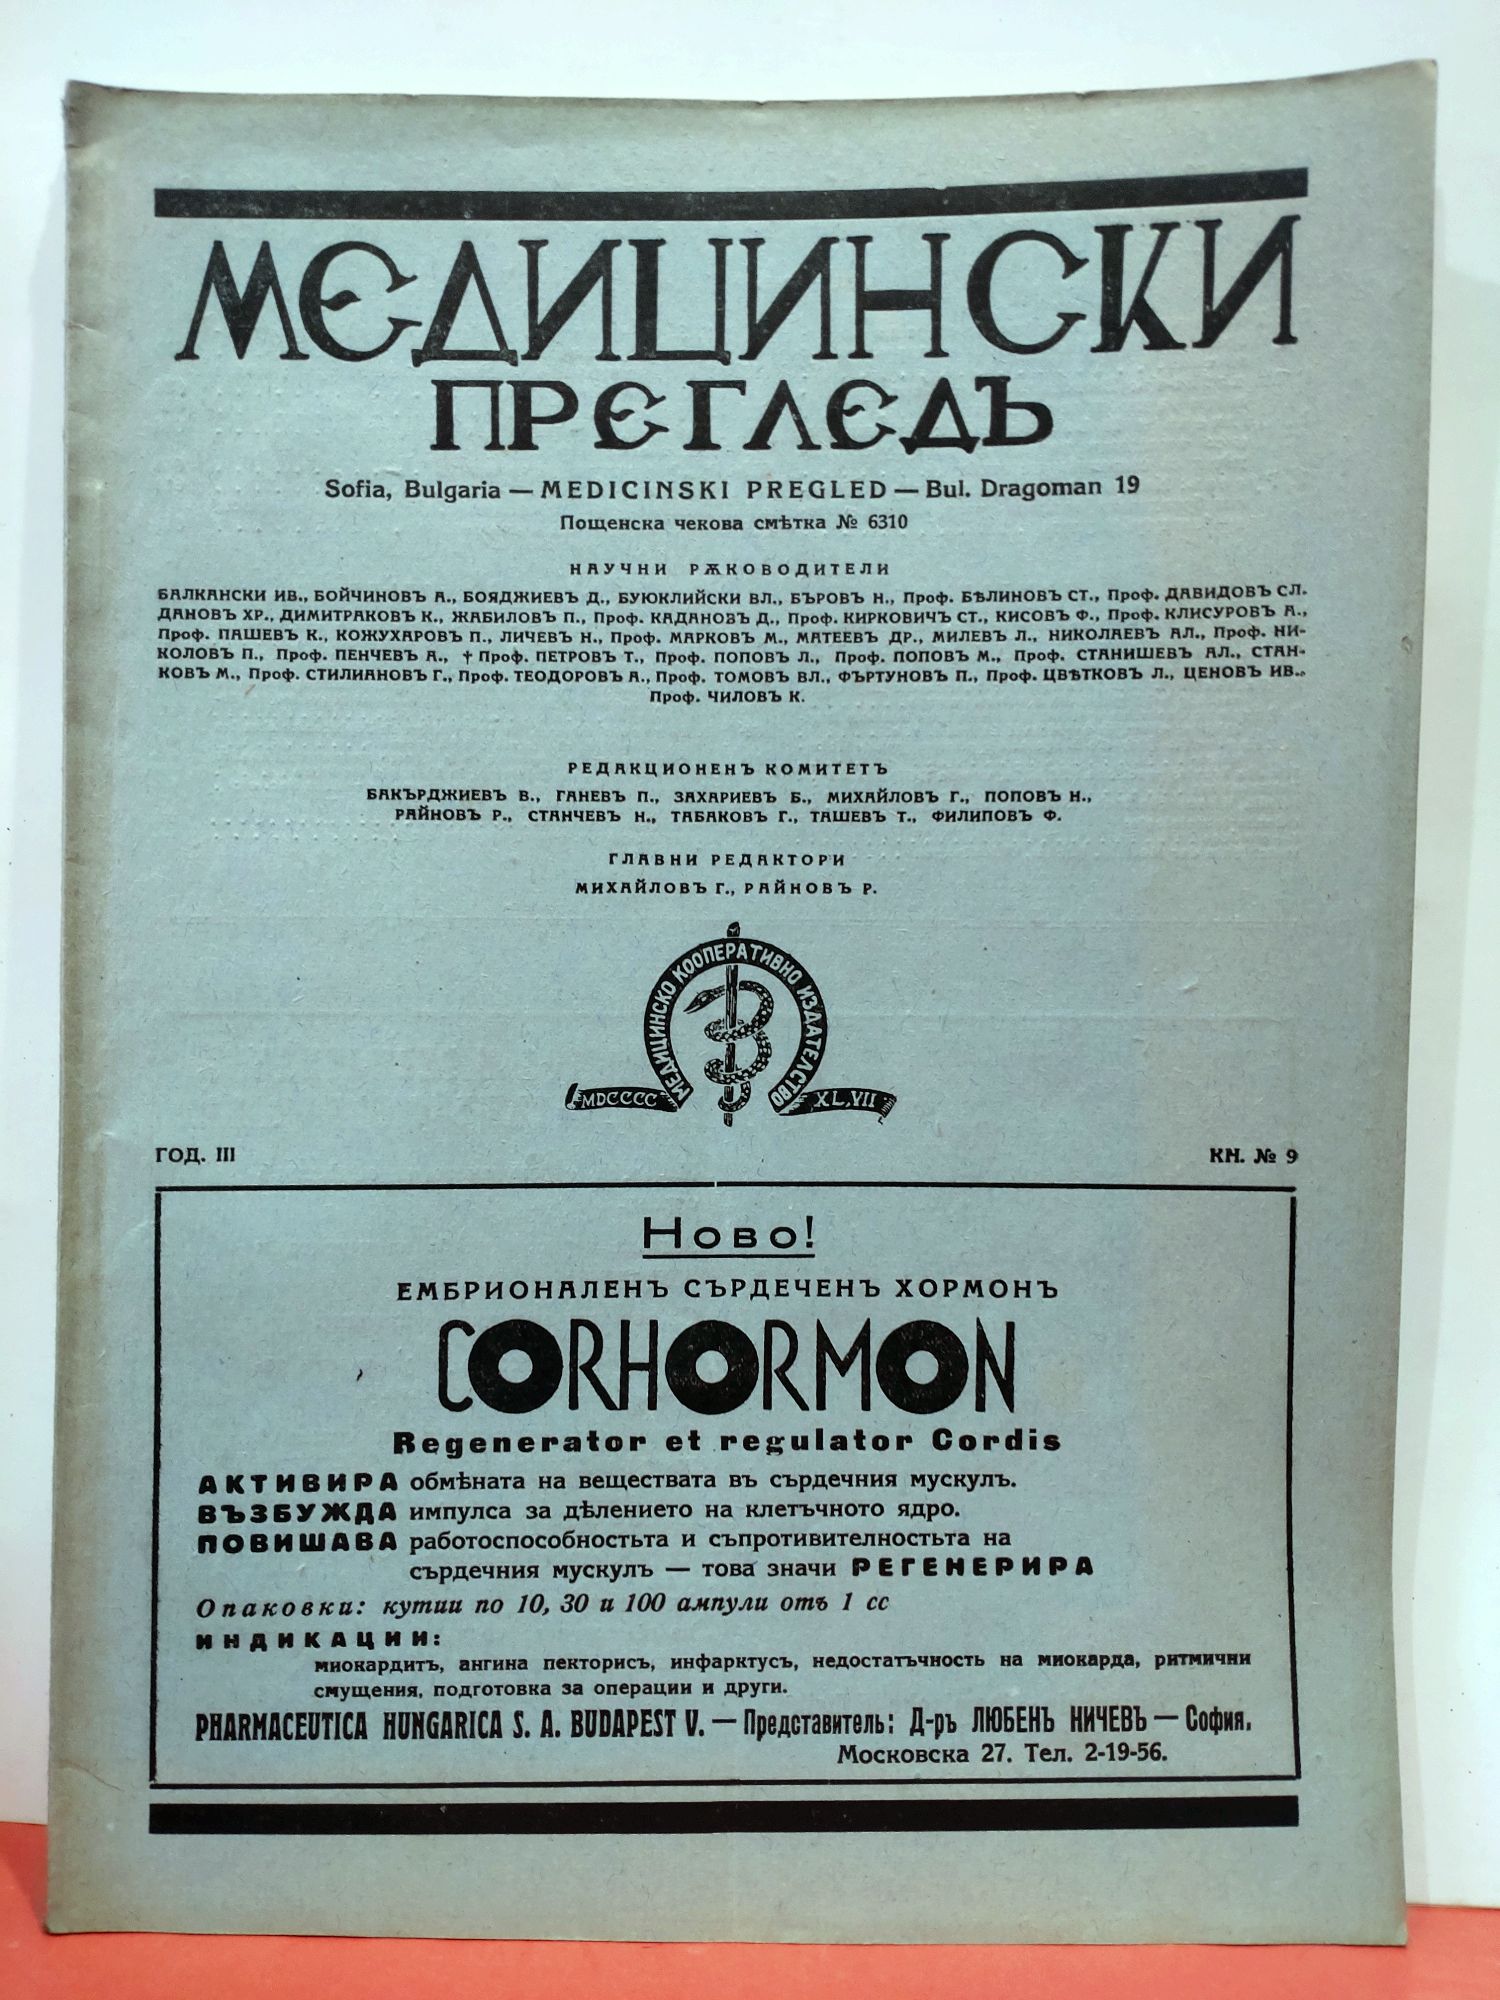 МЕДИЦИНСКИ
ПРЕГЛЕДЪ
Sofia, Bulgaria — MEDICINSKI PREGLED — Bul. Dragoman 19
Пощенска чекова смѣтка № 6310
НАУЧНИ РѪКОВОДИТЕЛИ
БАЛКАНСКИ ИВ., БОЙЧИНОВЪ А., БОЯДЖИЕВЪ Д., БУЮКЛИЙСКИ ВЛ., БЪРОВЪ Н., Проф. БѢЛИНОВЪ СТ., Проф. ДАВИДОВЪ СЛ.
ДАНОВЪ ХР., ДИМИТРАКОВЪ К., ЖАБИЛОВЪ П., Проф. КАДАНОВЪ Д., Проф. КИРКОВИЧЪ СТ., КИСОВЪ Ф., Проф. КЛИСУРОВЪ А.,
Проф. ПАШЕВЪ К., КОЖУХАРОВЪ П., ЛИЧЕВЪ Н., Проф. МАРКОВЪ М., МАТЕЕВЪ ДР., МИЛЕВЪ Л., НИКОЛАЕВЪ АЛ., Проф. НИ-
КОЛОВЪ П., Проф. ПЕНЧЕВЪ А., † Проф. ПЕТРОВЪ Т., Проф. ПОПОВЪ Л., Проф. ПОПОВЪ М., Проф. СТАНИШЕВЪ АЛ., СТАН-
КОВЪ М., Проф. СТИЛИАНОВЪ Г., Проф. ТЕОДОРОВЪ А., Проф. ТОМОВЪ ВЛ., ФЪРТУНОВЪ П., Проф. ЦВѢТКОВЪ Л., ЦЕНОВЪ ИВ.,
Проф. ЧИЛОВЪ К.
РЕДАКЦИОНЕНЪ КОМИТЕТЪ
БАКЪРДЖИЕВЪ В., ГАНЕВЪ П., ЗАХАРИЕВЪ Б., МИХАЙЛОВЪ Г., ПОПОВЪ Н.,
РАЙНОВЪ Р., СТАНЧЕВЪ Н., ТАБАКОВЪ Г., ТАШЕВЪ Т., ФИЛИПОВЪ Ф.
ГЛАВНИ РЕДАКТОРИ
МИХАЙЛОВЪ Г., РАЙНОВЪ Р.
МЕДИЦИНСКО КООПЕРАТИВНО ИЗДАТЕЛСТВО
MDCCCC XL,VII
ГОД. III КН. № 9
Ново!
ЕМБРИОНАЛЕНЪ СЪРДЕЧЕНЪ ХОРМОНЪ
CORHORMON
Regenerator et regulator Cordis
АКТИВИРА обмѣната на веществата въ сърдечния мускулъ.
ВЪЗБУЖДА импулса за дѣлението на клетъчното ядро.
ПОВИШАВА работоспособностьта и съпротивителностьта на
сърдечния мускулъ — това значи РЕГЕНЕРИРА
Опаковки: кутии по 10, 30 и 100 ампули отъ 1 cc
ИНДИКАЦИИ:
миокардитъ, ангина пекторисъ, инфарктусъ, недостатъчность на миокарда, ритмични
смущения, подготовка за операции и други.
PHARMACEUTICA HUNGARICA S. A. BUDAPEST V. — Представитель: Д-ръ ЛЮБЕНЪ НИЧЕВЪ — София,
Московска 27. Тел. 2-19-56.